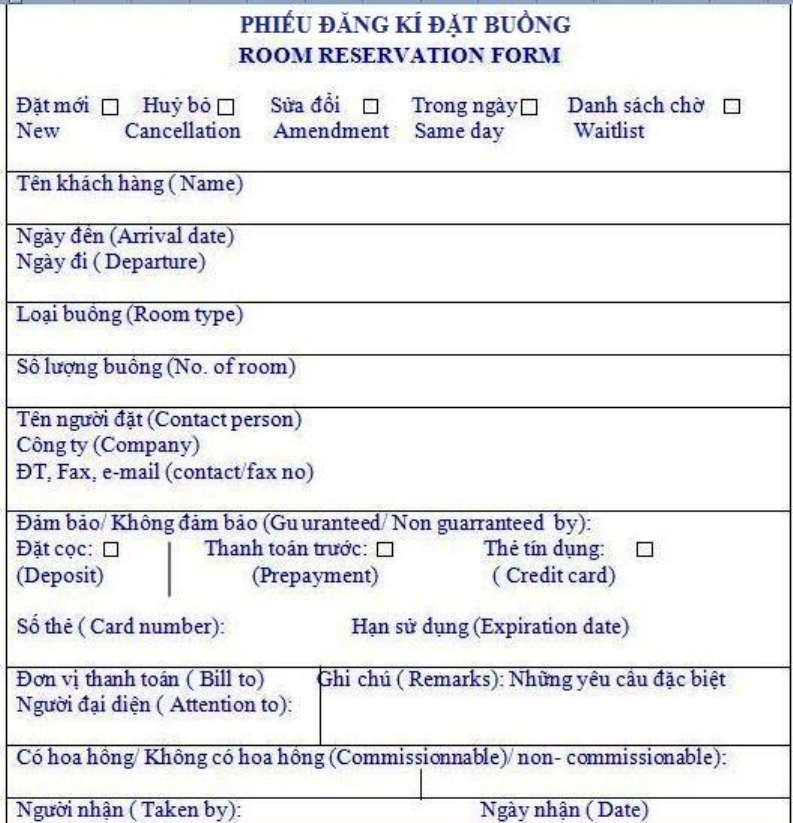 PHIẾU ĐĂNG KÍ ĐẶT BUỒNG
ROOM RESERVATION FORM
Đặt mới □ Huỷ bỏ □ Sửa đổi □ Trong ngày □ Danh sách chờ □
New Cancellation Amendment Same day Waitlist
Tên khách hàng ( Name)
Ngày đến (Arrival date)
Ngày đi ( Departure)
Loại buồng (Room type)
Số lượng buồng (No. of room)
Tên người đặt (Contact person)
Công ty (Company)
ĐT, Fax, e-mail (contact/fax no)
Đảm bảo/ Không đảm bảo (Gu uranteed/ Non guarranteed by):
Đặt cọc: □ Thanh toán trước: □ Thẻ tín dụng: □
(Deposit) (Prepayment) ( Credit card)
Số thẻ ( Card number): Hạn sử dụng (Expiration date)
Đơn vị thanh toán ( Bill to) Ghi chú ( Remarks): Những yêu cầu đặc biệt
Người đại diện ( Attention to):
Có hoa hồng/ Không có hoa hồng (Commissionnable)/ non- commissionable):
Người nhận ( Taken by): Ngày nhận ( Date)